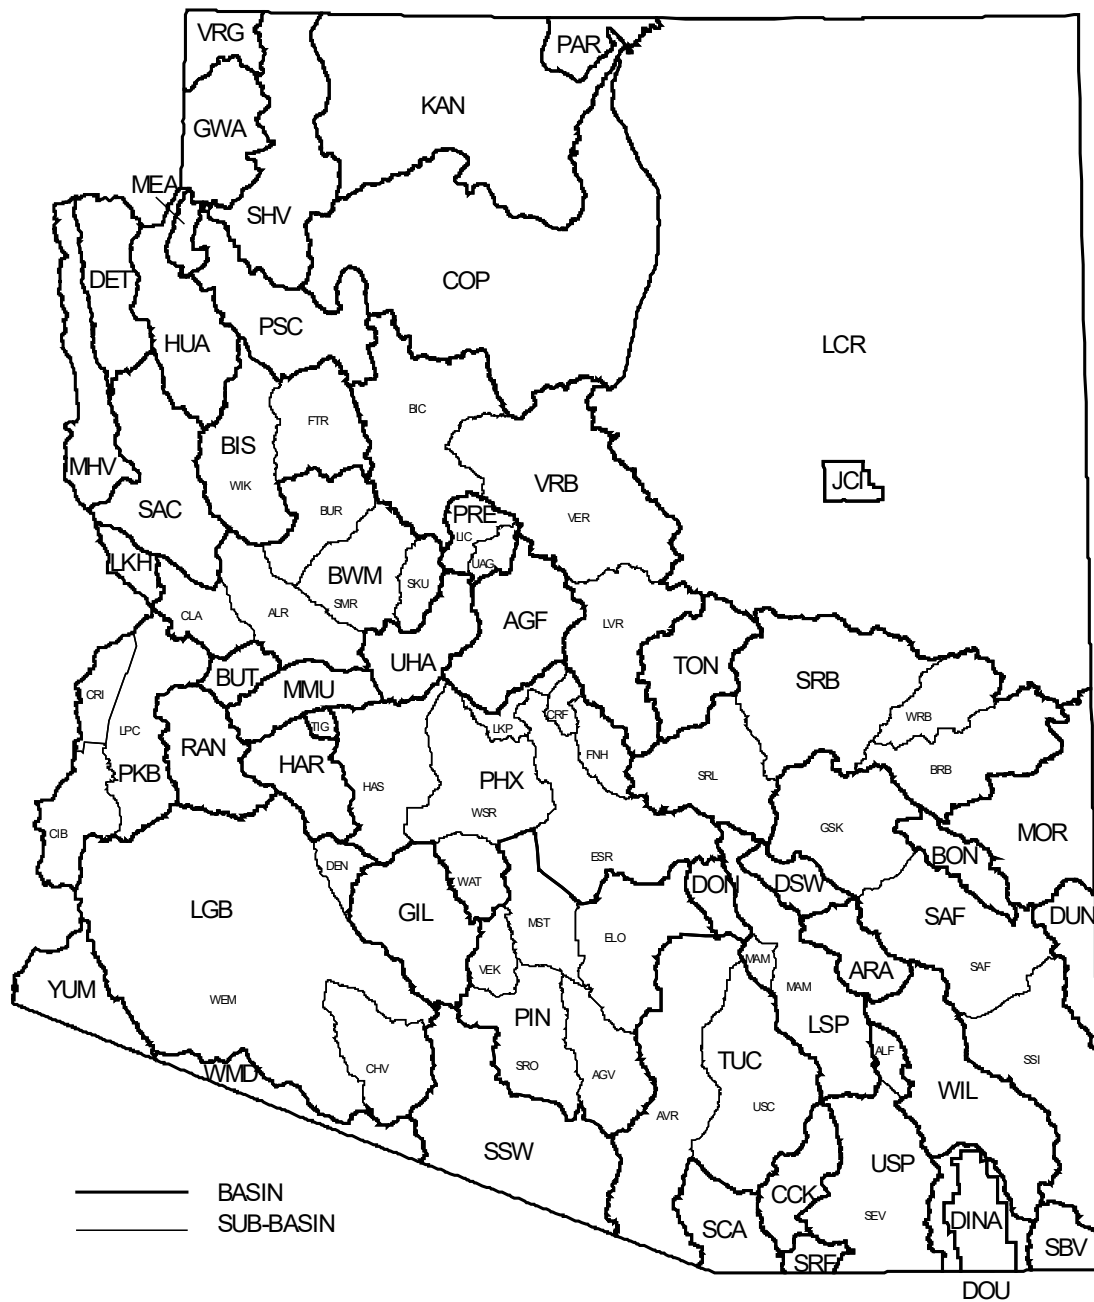 VRG
PAR
KAN
GWA
MEA
SHV
DET
COP
PSC
HUA
LCR
BIC
FTR
BIS
MHV
WIK
VRB
JCI
SAC
BUR
PRE
VER
LIC
LKH
UAG
BWM
SKU
SMR
CLA
ALR
AGF
LVR
UHA
TON
BUT
MMU
SRB
CRI
WRB
LPC
TIG
LKP
CRF
RAN
HAR
FNH
PKB
HAS
PHX
SRL
BRB
WSR
CIB
GSK
MOR
DEN
ESR
BON
WAT
DON
DSW
LGB
GIL
SAF
DUN
MST
ELO
YUM
VEK
MAM
ARA
SAF
WEM
MAM
PIN
LSP
WMD
CHV
SRO
AGV
TUC
ALF
SSI
WIL
AVR
USC
SSW
USP
BASIN
CCK
SUB-BASIN
SCA
SEV
DINA
SBV
SRF
DOU